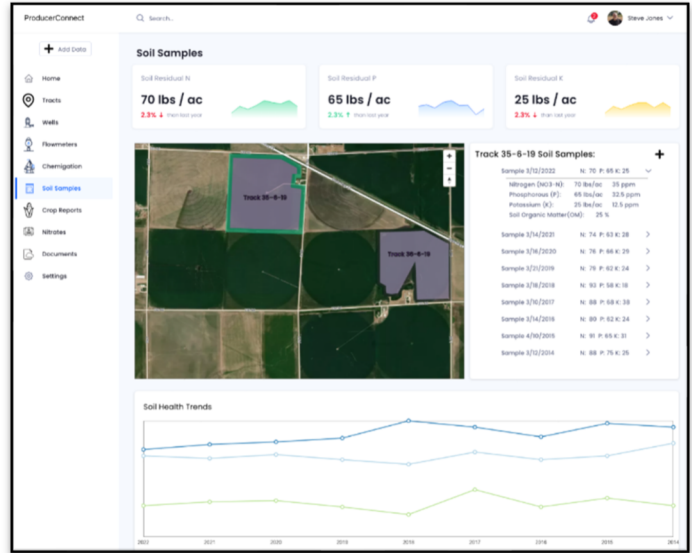 ProducerConnect
Search..
Steve Jones
Add Data
Home
Tracts
Wells
Flowmeters
Chemigation
Soil Samples
Crop Reports
Nitrates
Documents
Settings
Soil Samples
Soil Residual N
70 lbs / ac
2.3% ↓ than last year
Soil Residual P
65 lbs / ac
2.3% ↑ than last year
Soil Residual K
25 lbs / ac
2.3% ↓ than last year
Track 35-6-19
Track 36-6-19
Track 35-6-19 Soil Samples:
Sample 3/12/2022 N: 70 P: 65 K: 25
Nitrogen (NO3-N): 70 lbs/ac 35 ppm
Phosphorous (P): 65 lbs/ac 32.5 ppm
Potassium (K): 25 lbs/ac 12.5 ppm
Soil Organic Matter(OM): 25 %
Sample 3/14/2021 N: 74 P: 63 K: 28
Sample 3/16/2020 N: 76 P: 66 K: 29
Sample 3/21/2019 N: 79 P: 62 K: 24
Sample 3/18/2018 N: 93 P: 58 K: 18
Sample 3/10/2017 N: 88 P: 68 K: 38
Sample 3/14/2016 N: 80 P: 62 K: 24
Sample 4/10/2015 N: 91 P: 65 K: 31
Sample 3/12/2014 N: 88 P: 75 K: 25
Soil Health Trends
2022 2021 2020 2019 2018 2017 2016 2015 2014